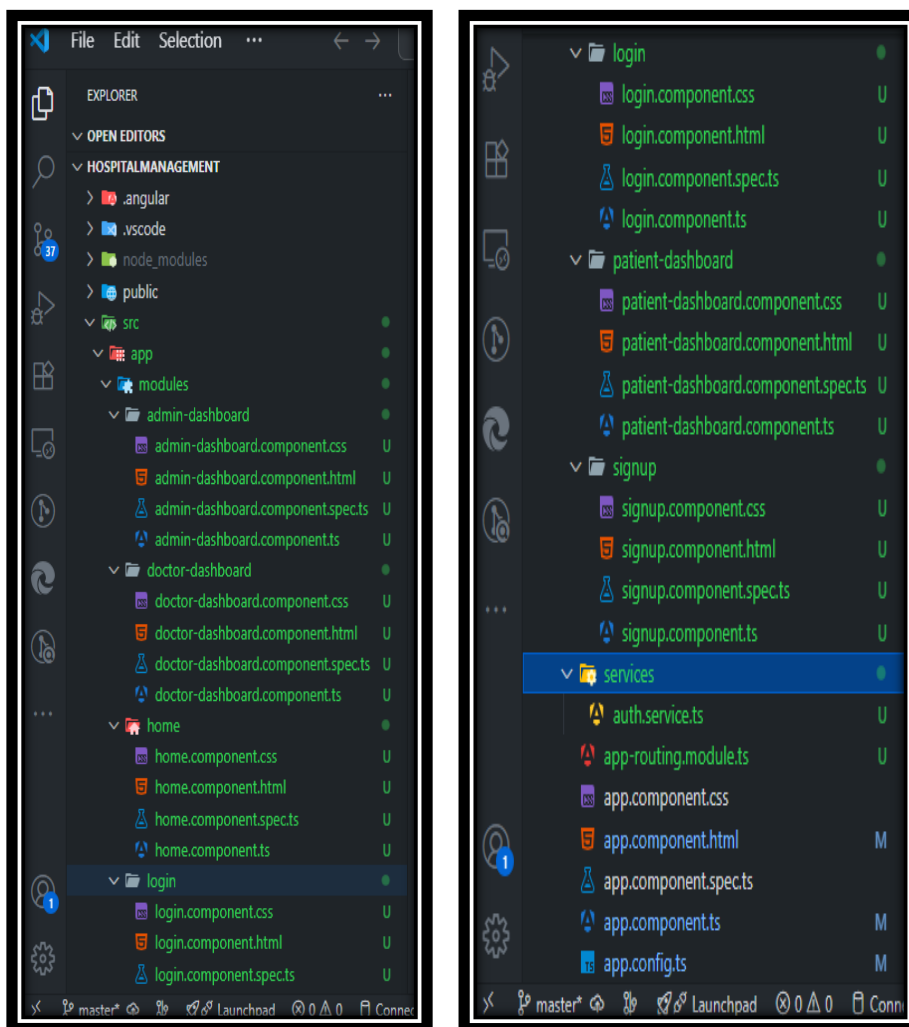 File Edit Selection ...
EXPLORER ...
OPEN EDITORS
HOSPITALMANAGEMENT
.angular
.vscode
37
node_modules
public
src
app
modules
admin-dashboard
admin-dashboard.component.css U
admin-dashboard.component.html U
admin-dashboard.component.spec.ts U
admin-dashboard.component.ts U
doctor-dashboard
doctor-dashboard.component.css U
doctor-dashboard.component.html U
doctor-dashboard.component.spec.ts U
doctor-dashboard.component.ts U
home
home.component.css U
home.component.html U
home.component.spec.ts U
home.component.ts U
login
1
login.component.css U
login.component.html U
login.component.spec.ts U
master* Launchpad 0 0 Connec
login
login.component.css U
login.component.html U
login.component.spec.ts U
login.component.ts U
patient-dashboard
patient-dashboard.component.css U
patient-dashboard.component.html U
patient-dashboard.component.spec.ts U
patient-dashboard.component.ts U
signup
signup.component.css U
signup.component.html U
signup.component.spec.ts U
signup.component.ts U
services
auth.service.ts U
app-routing.module.ts U
app.component.css
app.component.html M
1
app.component.spec.ts
app.component.ts M
TS app.config.ts M
master* Launchpad 0 0 Conn